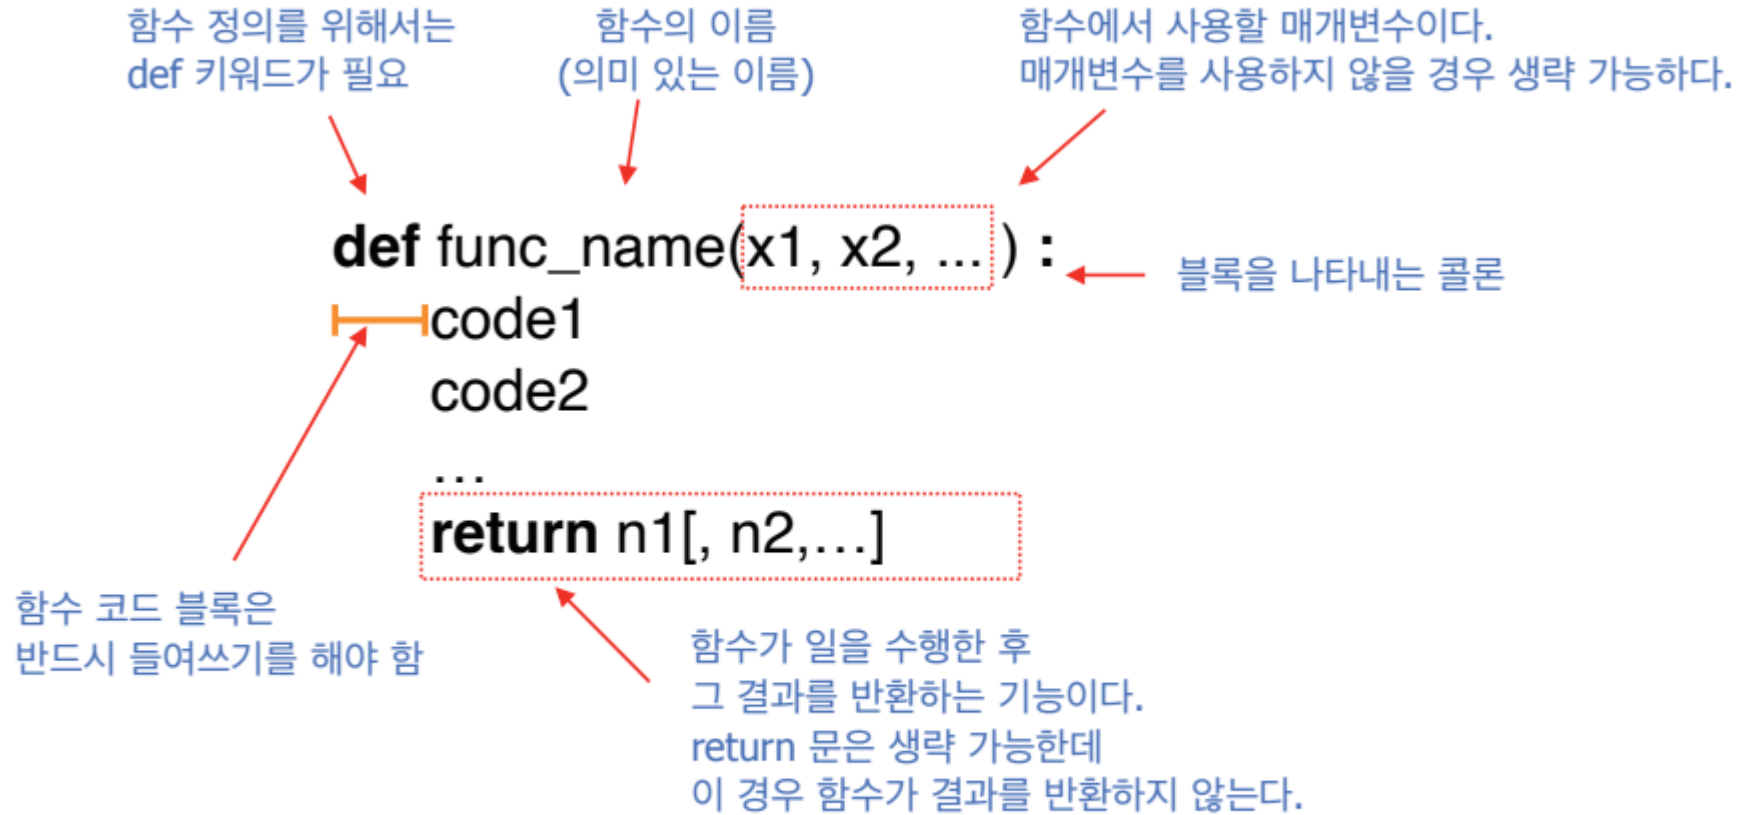 함수 정의를 위해서는
def 키워드가 필요
함수의 이름
(의미 있는 이름)
함수에서 사용할 매개변수이다.
매개변수를 사용하지 않을 경우 생략 가능하다.
def func_name(x1, x2, ... ) :
블록을 나타내는 콜론
code1
code2
...
return n1[, n2,...]
함수 코드 블록은
반드시 들여쓰기를 해야 함
함수가 일을 수행한 후
그 결과를 반환하는 기능이다.
return 문은 생략 가능한데
이 경우 함수가 결과를 반환하지 않는다.